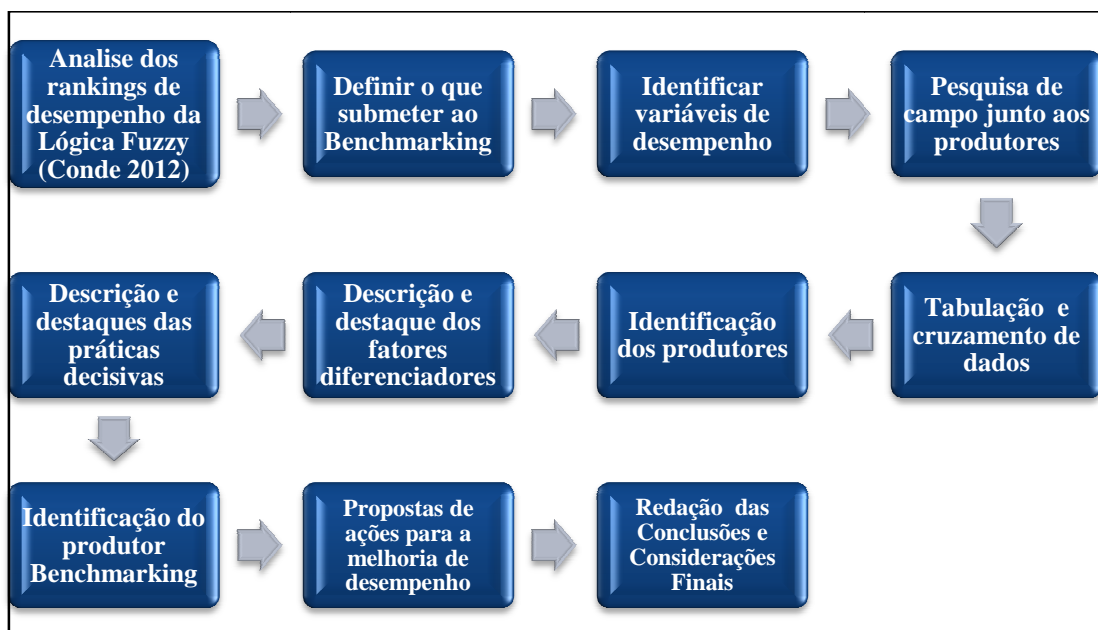 Analise dos
rankings de
desempenho da
Lógica Fuzzy
(Conde 2012)
Definir o que
submeter ao
Benchmarking
Identificar
variáveis de
desempenho
Pesquisa de
campo junto aos
produtores
Tabulação e
cruzamento de
dados
Identificação
dos produtores
Descrição e
destaque dos
fatores
diferenciadores
Descrição e
destaques das
práticas
decisivas
Identificação do
produtor
Benchmarking
Propostas de
ações para a
melhoria de
desempenho
Redação das
Conclusões e
Considerações
Finais